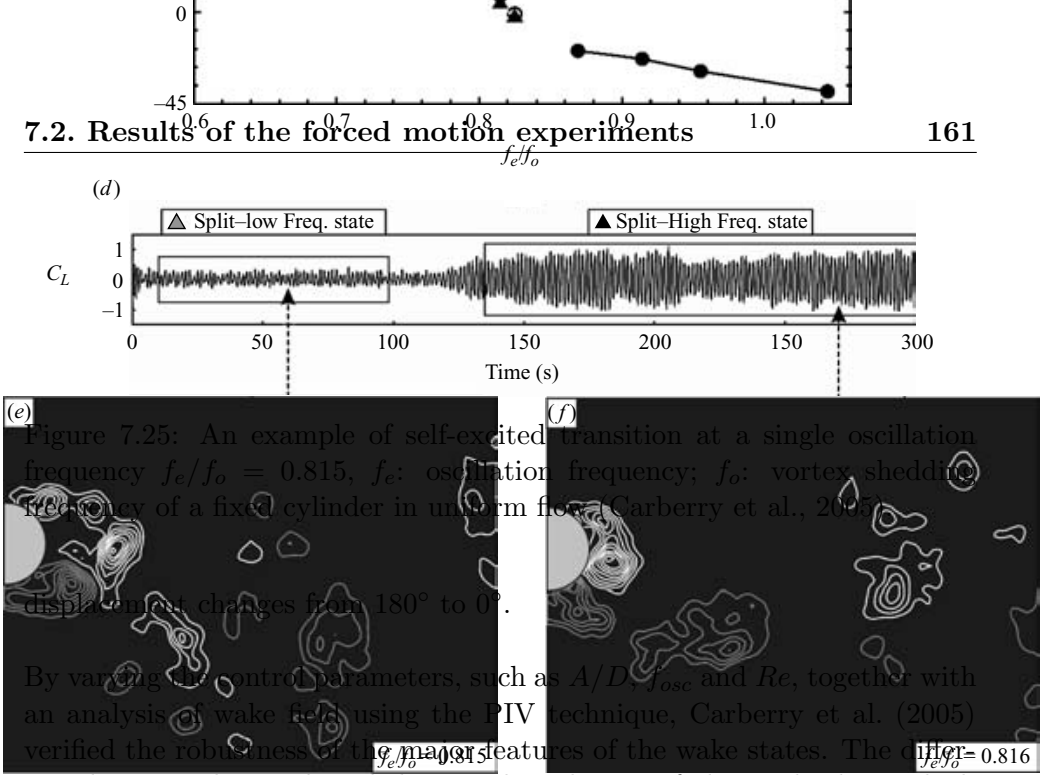 0
−45
0.6 0.7 0.8 0.9 1.0
7.2. Results of the forced motion experiments 161
fe/fo
(d)
Split–low Freq. state
Split–High Freq. state
CL
1
0
−1
0 50 100 150 200 150 300
Time (s)
(e)
(f)
Figure 7.25: An example of self-excited transition at a single oscillation
frequency fe/fo = 0.815, fe: oscillation frequency; fo: vortex shedding
frequency of a fixed cylinder in uniform flow (Carberry et al., 2005).
displacement changes from 180° to 0°.
By varying the control parameters, such as A/D, fosc and Re, together with
an analysis of wake field using the PIV technique, Carberry et al. (2005)
verified the robustness of the major features of the wake states. The differ-
fe/fo = 0.815
fe/fo = 0.816